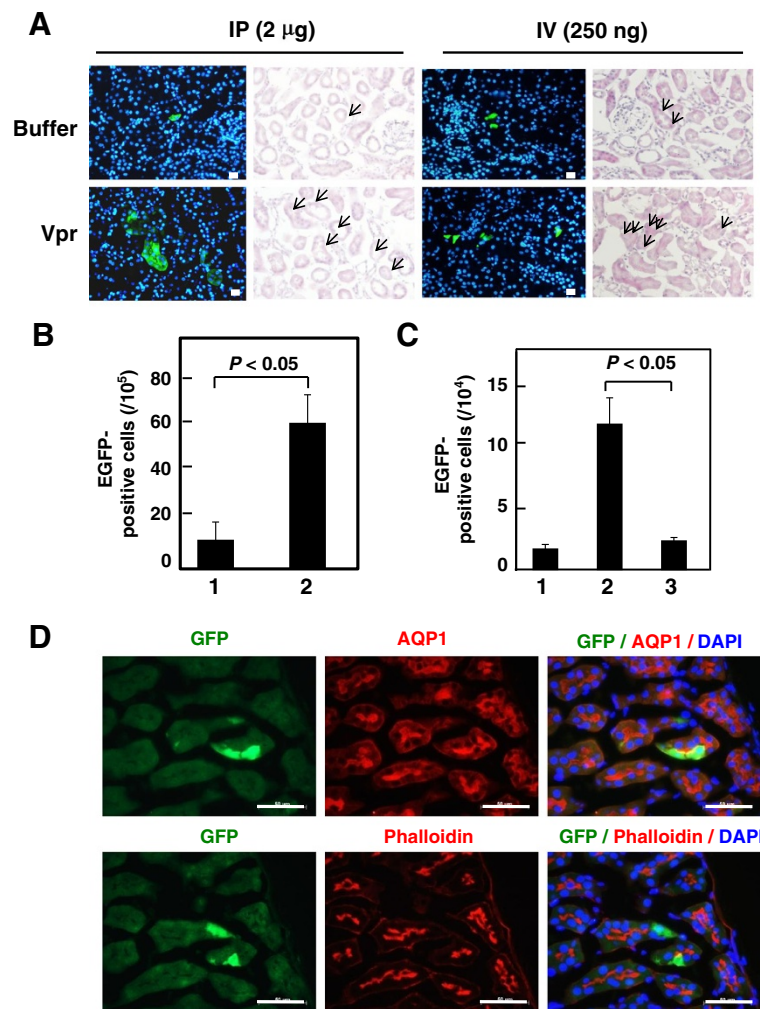 A
IP (2 μg)
IV (250 ng)
Buffer
Vpr
B
EGFP-
positive cells (/10⁵)
80
60
40
20
0
P < 0.05
1 2
C
EGFP-
positive cells (/10⁴)
15
10
5
0
P < 0.05
1 2 3
D
GFP
AQP1
GFP / AQP1 / DAPI
GFP
Phalloidin
GFP / Phalloidin / DAPI